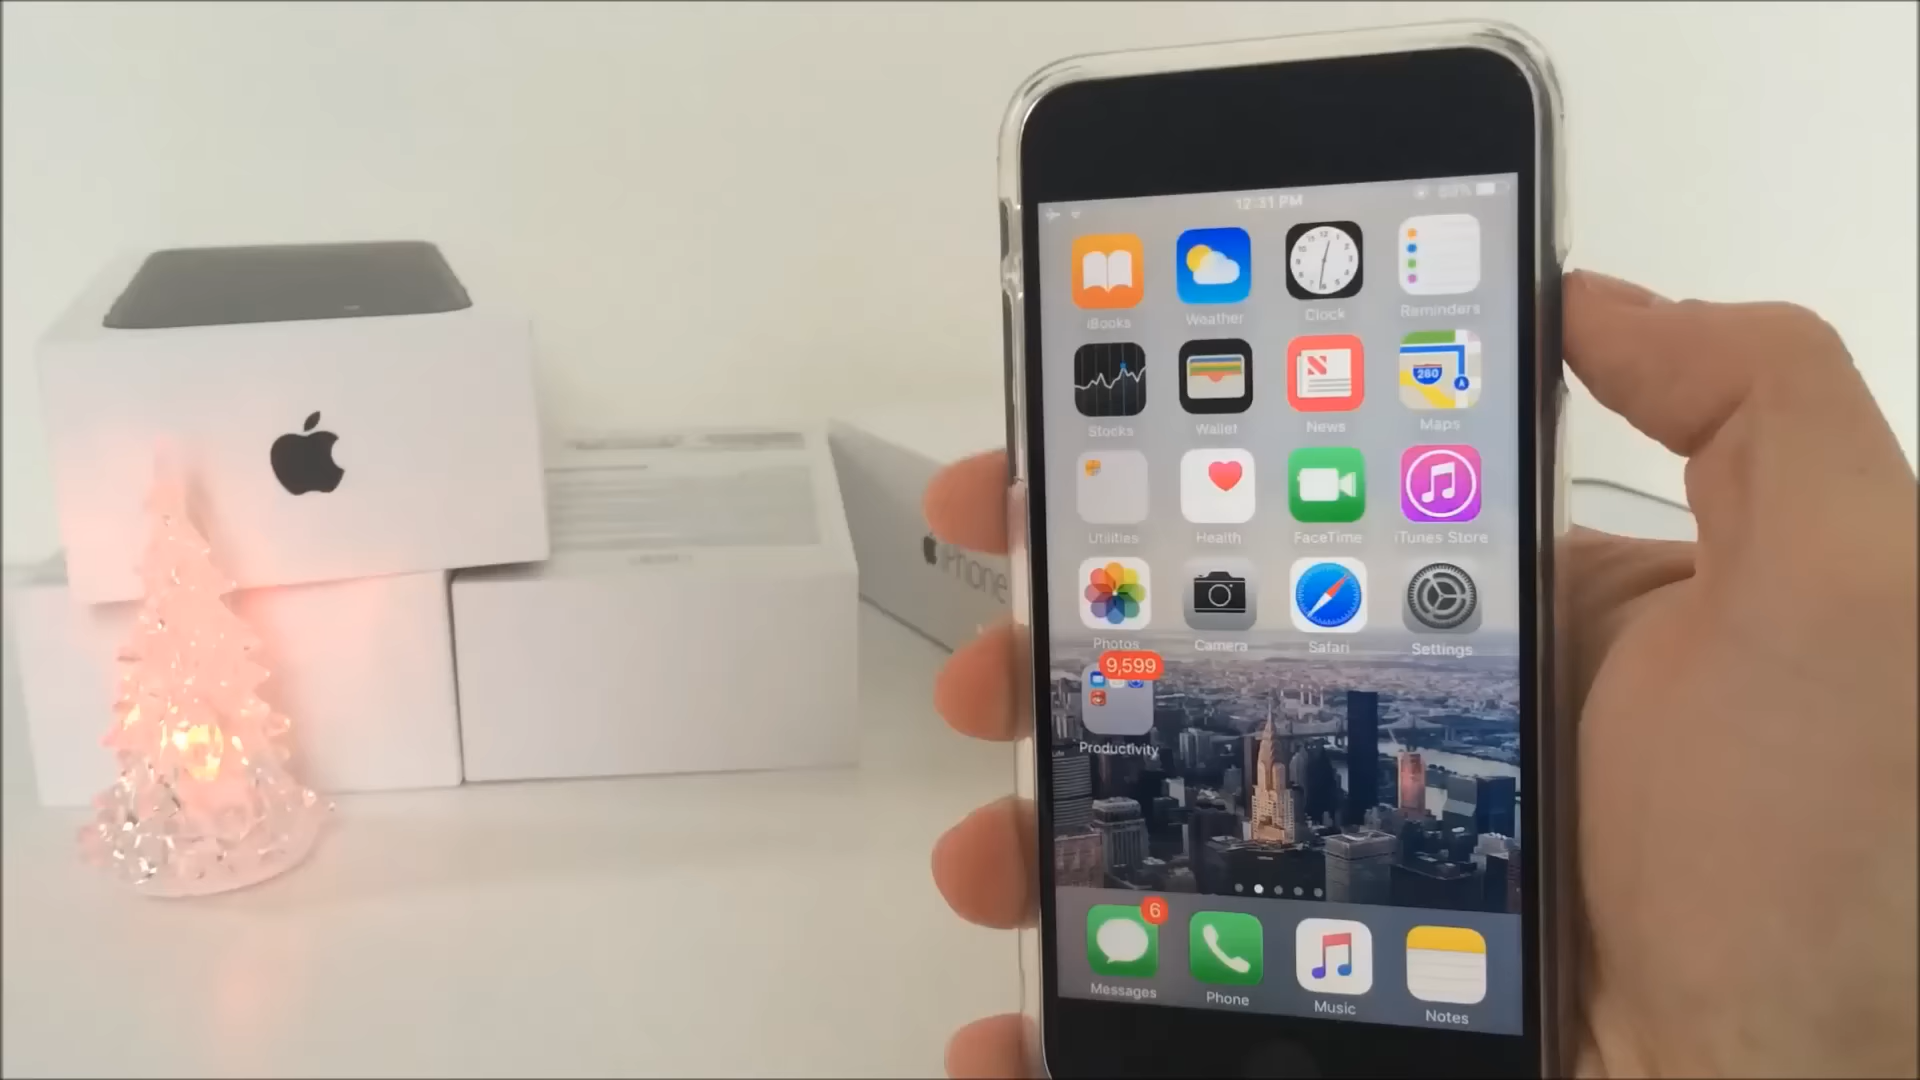 12:31 PM
iBooks
Weather
Clock
Reminders
Stocks
Wallet
News
280
Maps
Utilities
Health
FaceTime
iTunes Store
Photos
Camera
Safari
Settings
9,599
Productivity
6
Messages
Phone
Music
Notes
iPhone